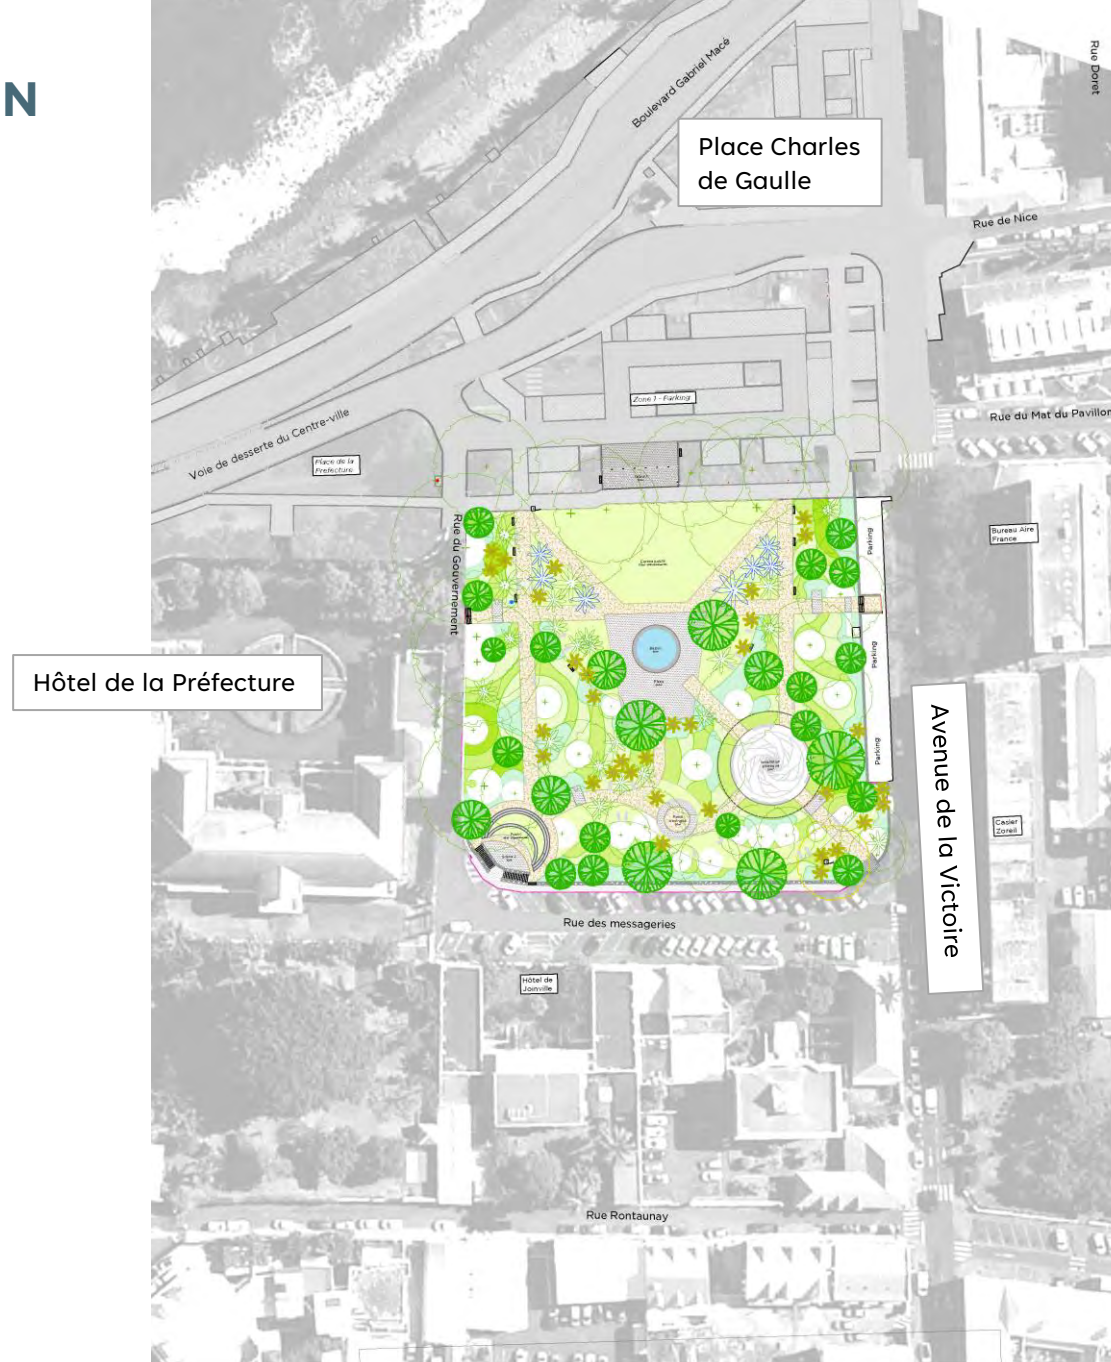 N
Rue Doret
Boulevard Gabriel Macé
Place Charles
de Gaulle
Rue de Nice
Zone 1 - Parking
Rue du Mat du Pavillon
Voie de desserte du Centre-ville
Place de la
Prefecture
Rue du Gouvernement
Parking
Bureau Aire
France
Parking
Hôtel de la Préfecture
Parking
Avenue de la Victoire
Casier
Zoreil
Rue des messageries
Hôtel de
Joinville
Rue Rontaunay